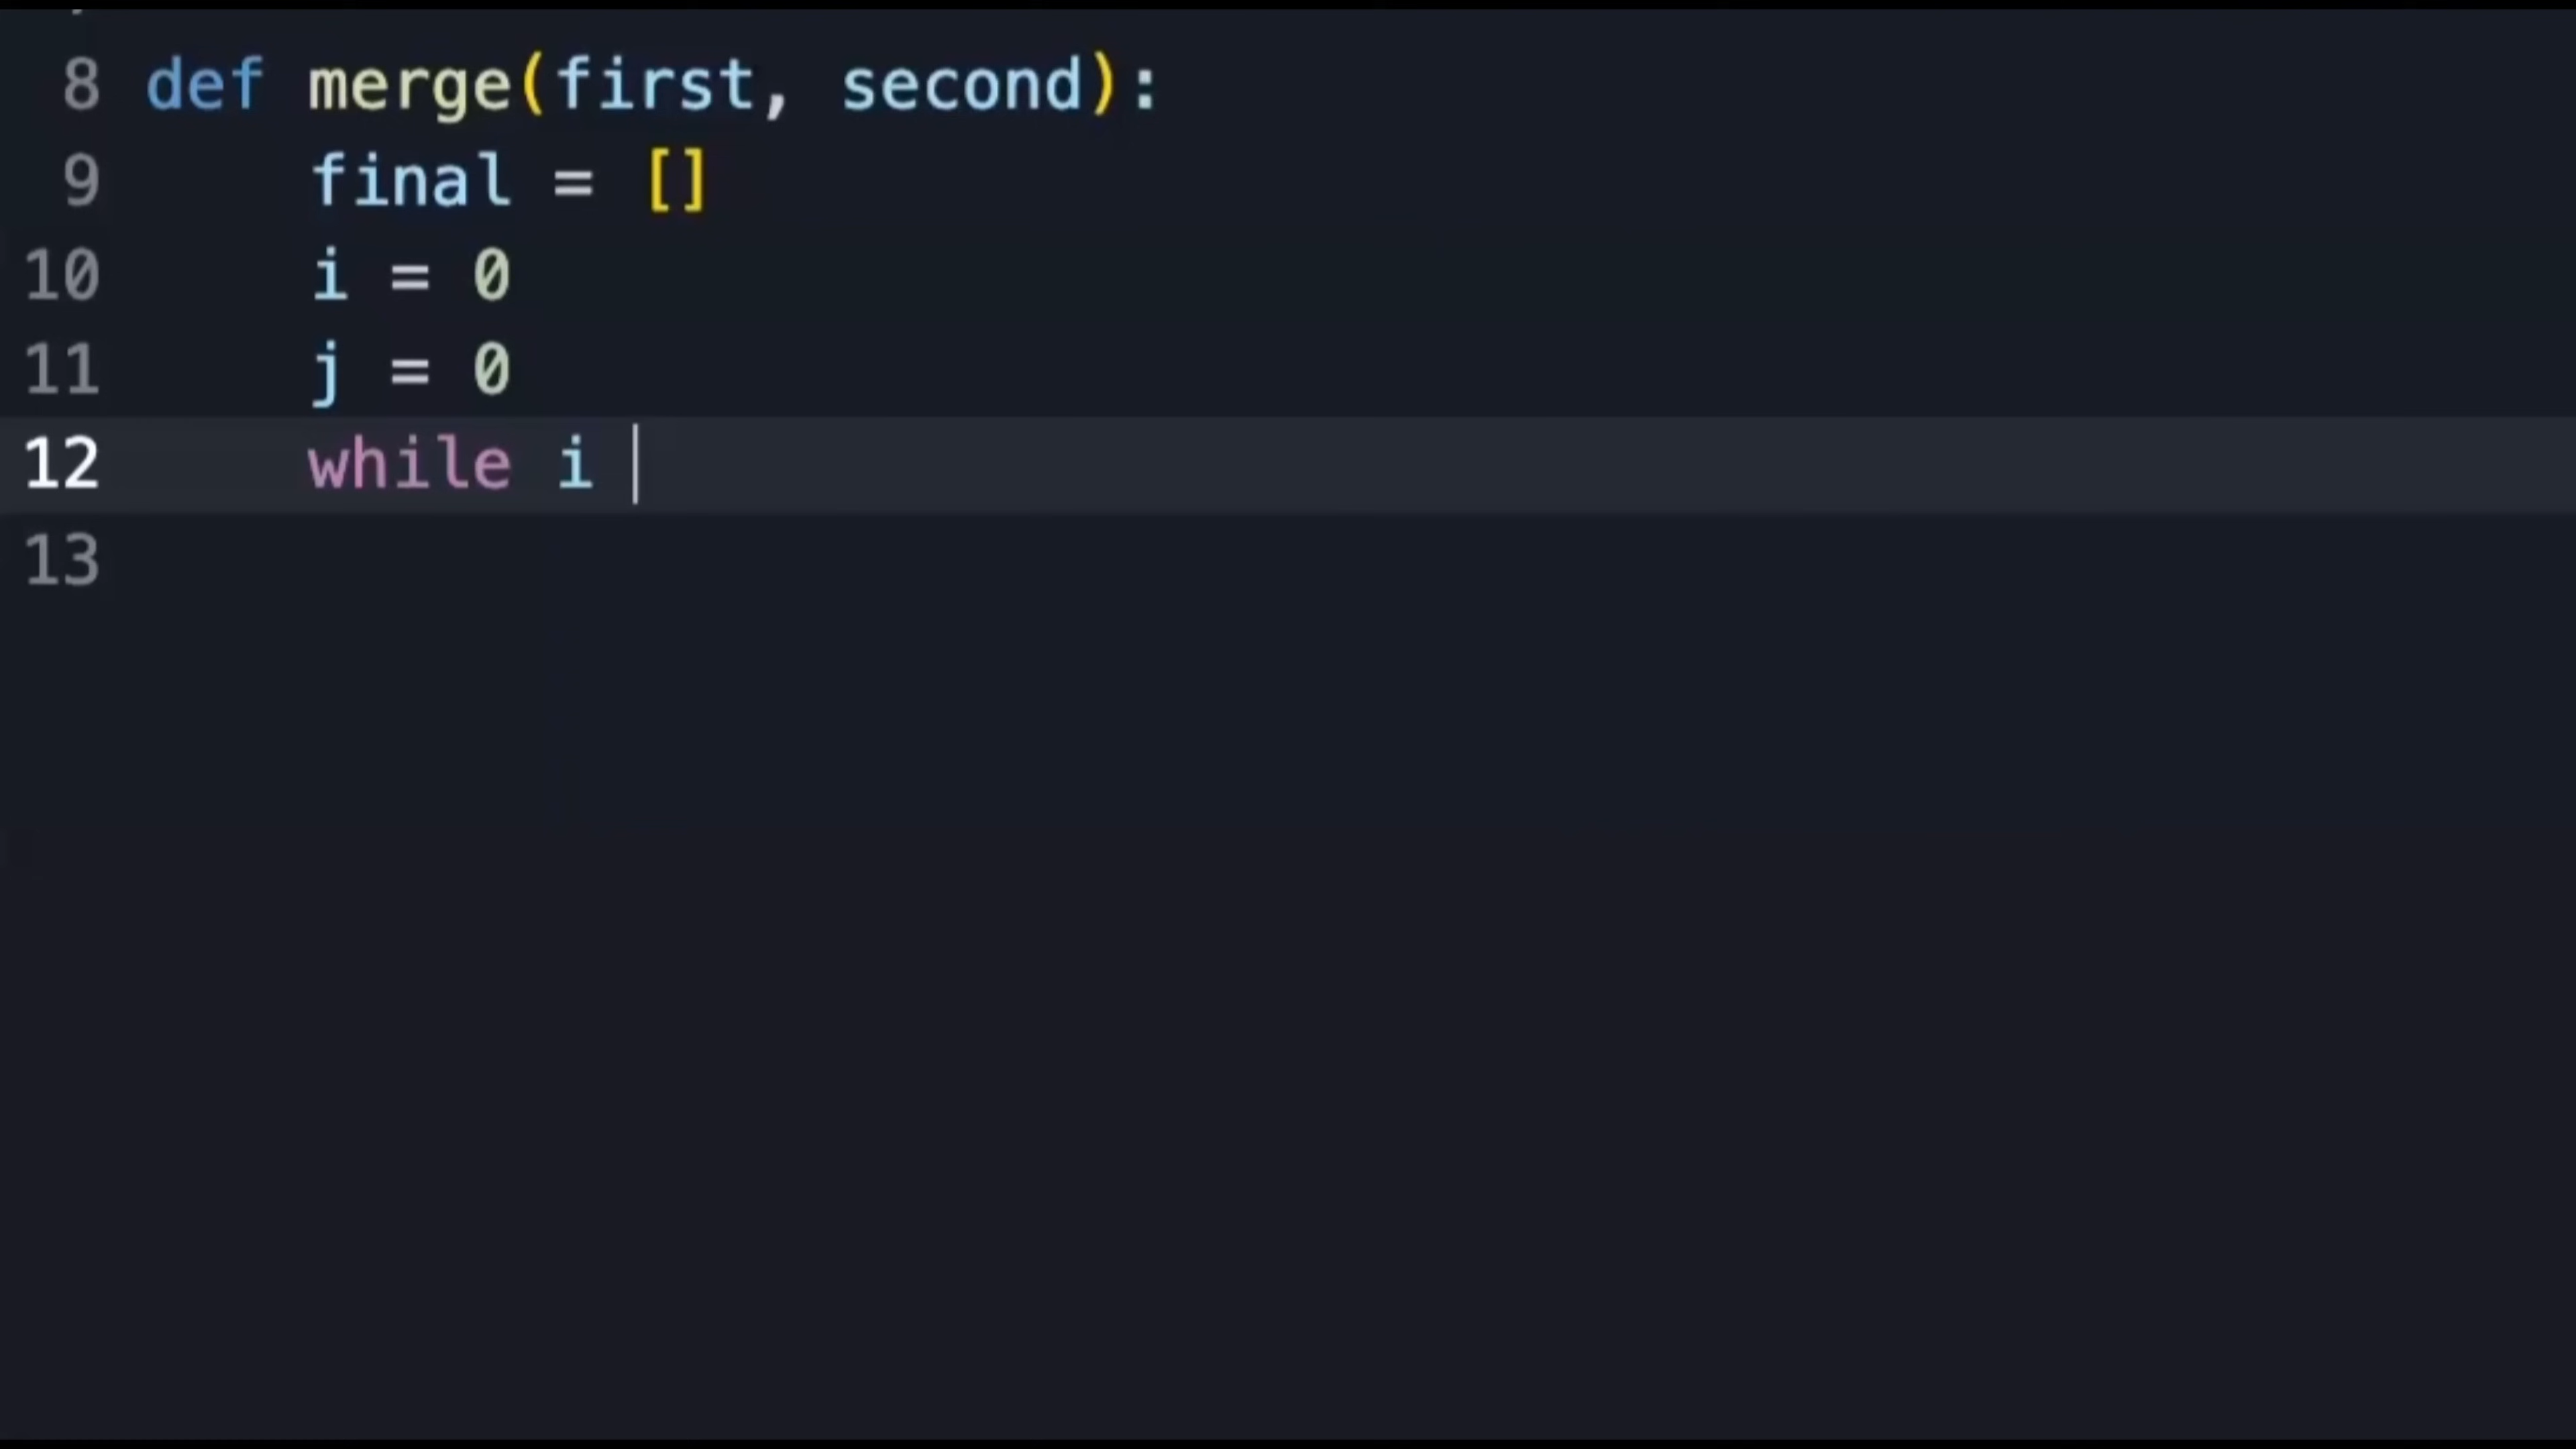 8 def merge(first, second):
9     final = []
10     i = 0
11     j = 0
12     while i
13